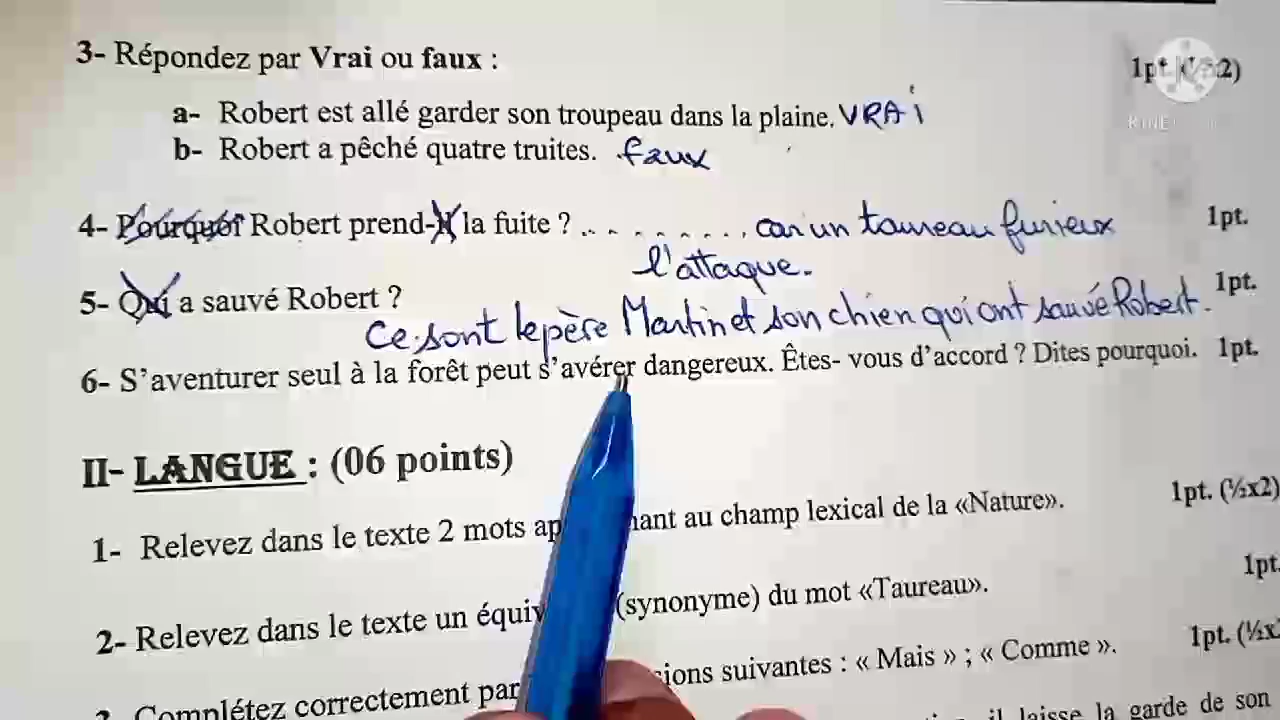 3- Répondez par Vrai ou faux : 1pt (½x2)
a- Robert est allé garder son troupeau dans la plaine. VRAi
b- Robert a pêché quatre truites. faux
4- Pourquoi Robert prend-il la fuite ? .. . . . . . . . car un taureau furieux 1pt.
l'attaque.
5- Qui a sauvé Robert ? 1pt.
Ce sont le père Martin et son chien qui ont sauvé Robert.
6- S'aventurer seul à la forêt peut s'avérer dangereux. Êtes- vous d'accord ? Dites pourquoi. 1pt.
II- LANGUE : (06 points)
1- Relevez dans le texte 2 mots ap nant au champ lexical de la «Nature». 1pt. (½x2)
2- Relevez dans le texte un équiv (synonyme) du mot «Taureau». 1pt.
Complétez correctement par sions suivantes : « Mais » ; « Comme ». 1pt. (½x
il laisse la garde de son